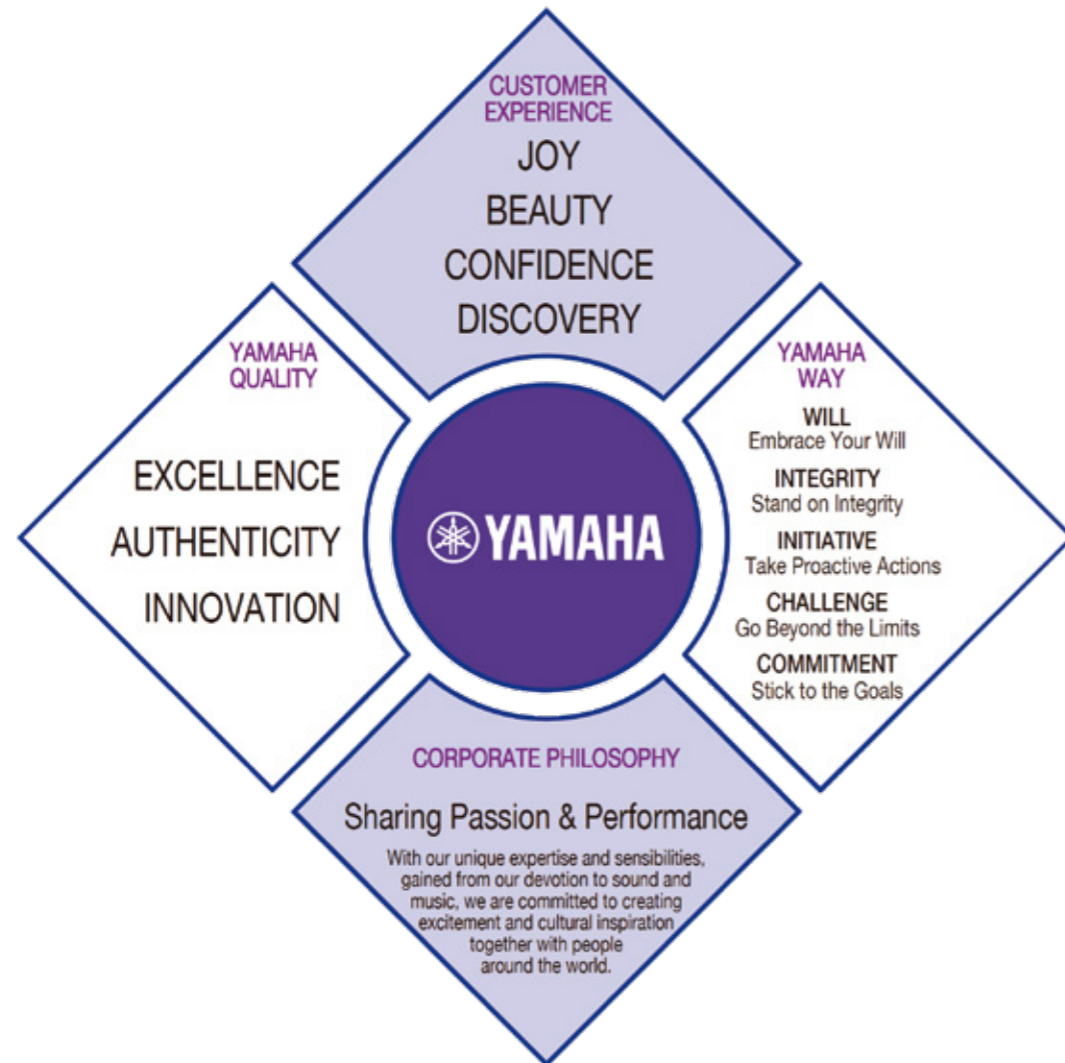 CUSTOMER
EXPERIENCE
JOY
BEAUTY
CONFIDENCE
DISCOVERY
YAMAHA
QUALITY
EXCELLENCE
AUTHENTICITY
INNOVATION
YAMAHA
YAMAHA
WAY
WILL
Embrace Your Will
INTEGRITY
Stand on Integrity
INITIATIVE
Take Proactive Actions
CHALLENGE
Go Beyond the Limits
COMMITMENT
Stick to the Goals
CORPORATE PHILOSOPHY
Sharing Passion & Performance
With our unique expertise and sensibilities,
gained from our devotion to sound and
music, we are committed to creating
excitement and cultural inspiration
together with people
around the world.